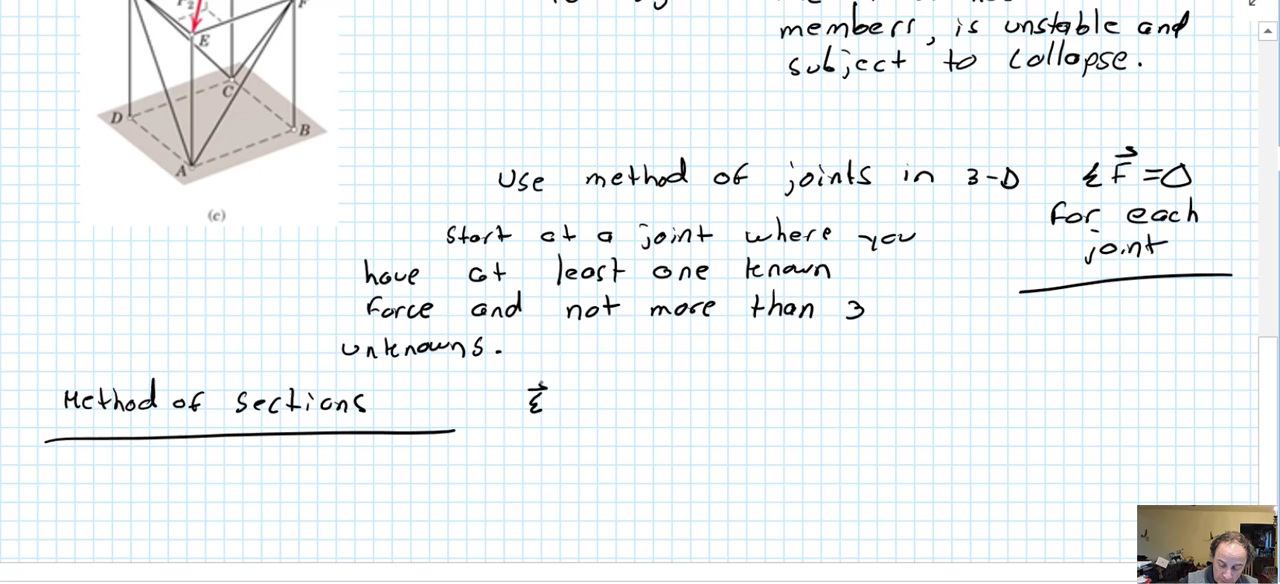 E
C
D
B
A
(c)
members, is unstable and
subject to collapse.
Use method of joints in 3-D Σ F⃗ = 0
for each
joint
Start at a joint where you
have at least one known
force and not more than 3
unknowns.
Method of sections Σ⃗